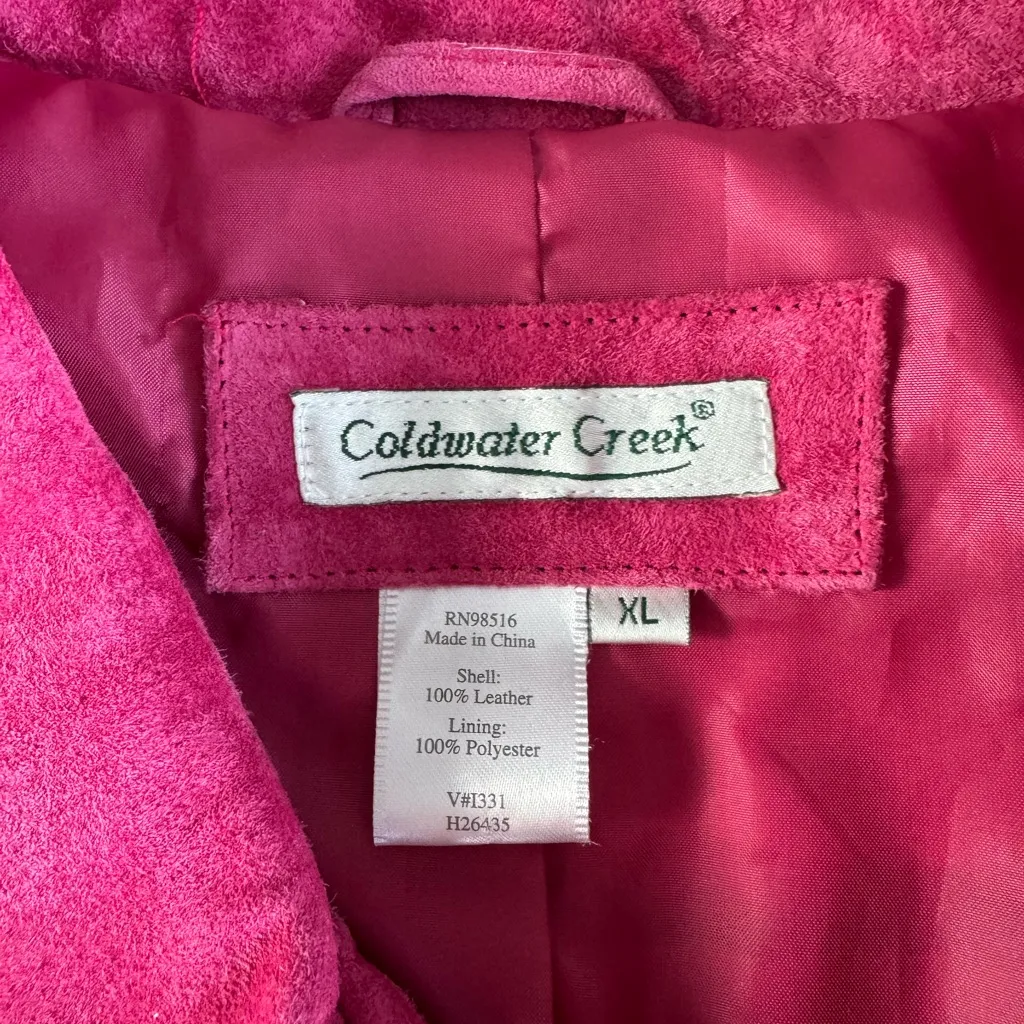 Coldwater Creek®
XL
RN98516
Made in China
Shell:
100% Leather
Lining:
100% Polyester
V#I331
H26435